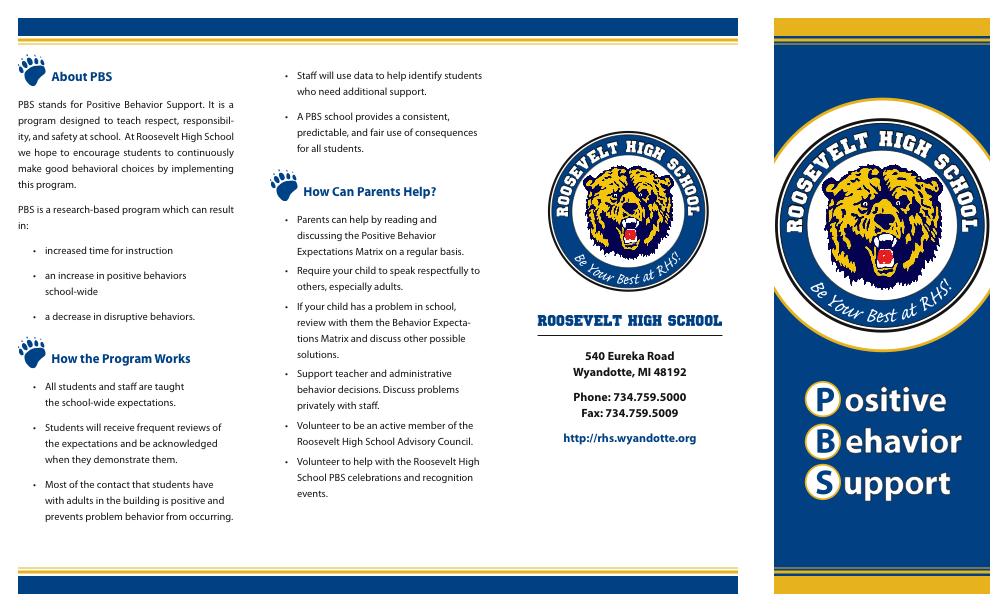 About PBS
PBS stands for Positive Behavior Support. It is a
program designed to teach respect, responsibil-
ity, and safety at school. At Roosevelt High School
we hope to encourage students to continuously
make good behavioral choices by implementing
this program.
PBS is a research-based program which can result
in:
• increased time for instruction
• an increase in positive behaviors
school-wide
• a decrease in disruptive behaviors.
How the Program Works
• All students and staff are taught
the school-wide expectations.
• Students will receive frequent reviews of
the expectations and be acknowledged
when they demonstrate them.
• Most of the contact that students have
with adults in the building is positive and
prevents problem behavior from occurring.
• Staff will use data to help identify students
who need additional support.
• A PBS school provides a consistent,
predictable, and fair use of consequences
for all students.
How Can Parents Help?
• Parents can help by reading and
discussing the Positive Behavior
Expectations Matrix on a regular basis.
• Require your child to speak respectfully to
others, especially adults.
• If your child has a problem in school,
review with them the Behavior Expecta-
tions Matrix and discuss other possible
solutions.
• Support teacher and administrative
behavior decisions. Discuss problems
privately with staff.
• Volunteer to be an active member of the
Roosevelt High School Advisory Council.
• Volunteer to help with the Roosevelt High
School PBS celebrations and recognition
events.
ROOSEVELT HIGH SCHOOL
Be Your Best at RHS!
ROOSEVELT HIGH SCHOOL
540 Eureka Road
Wyandotte, MI 48192
Phone: 734.759.5000
Fax: 734.759.5009
http://rhs.wyandotte.org
ROOSEVELT HIGH SCHOOL
Be Your Best at RHS!
Positive
Behavior
Support